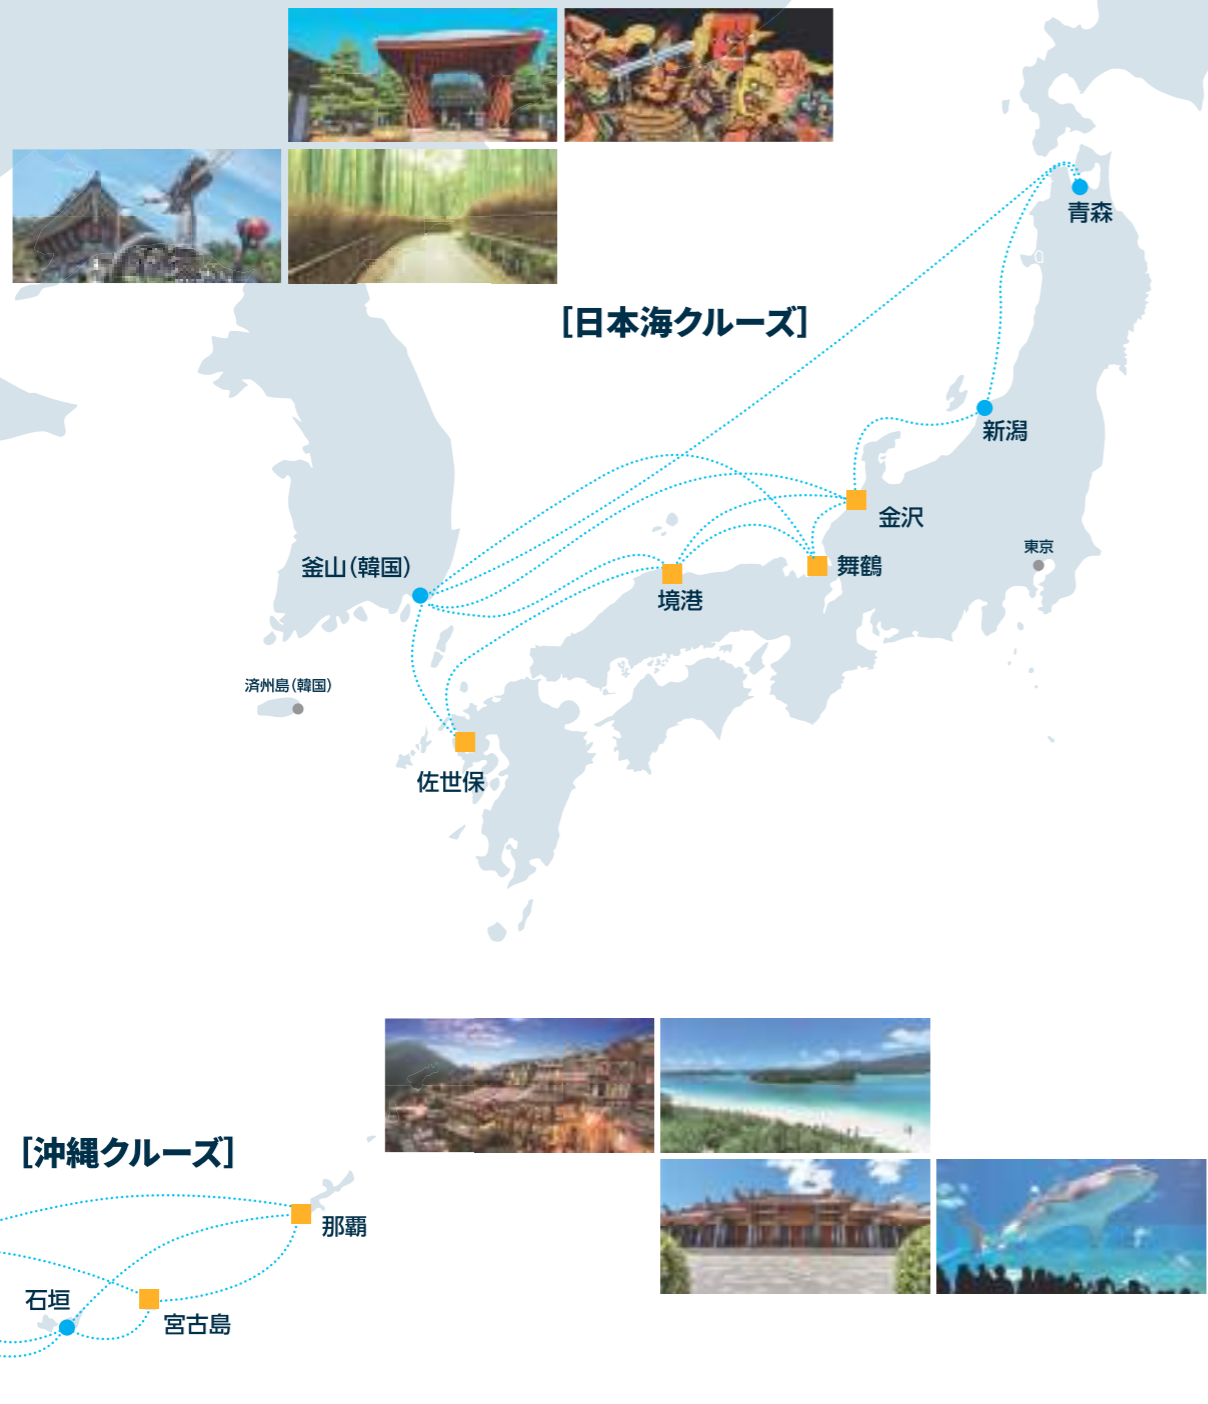 青森
[日本海クルーズ]
新潟
金沢
東京
釜山(韓国)
舞鶴
境港
済州島(韓国)
佐世保
[沖縄クルーズ]
那覇
石垣
宮古島